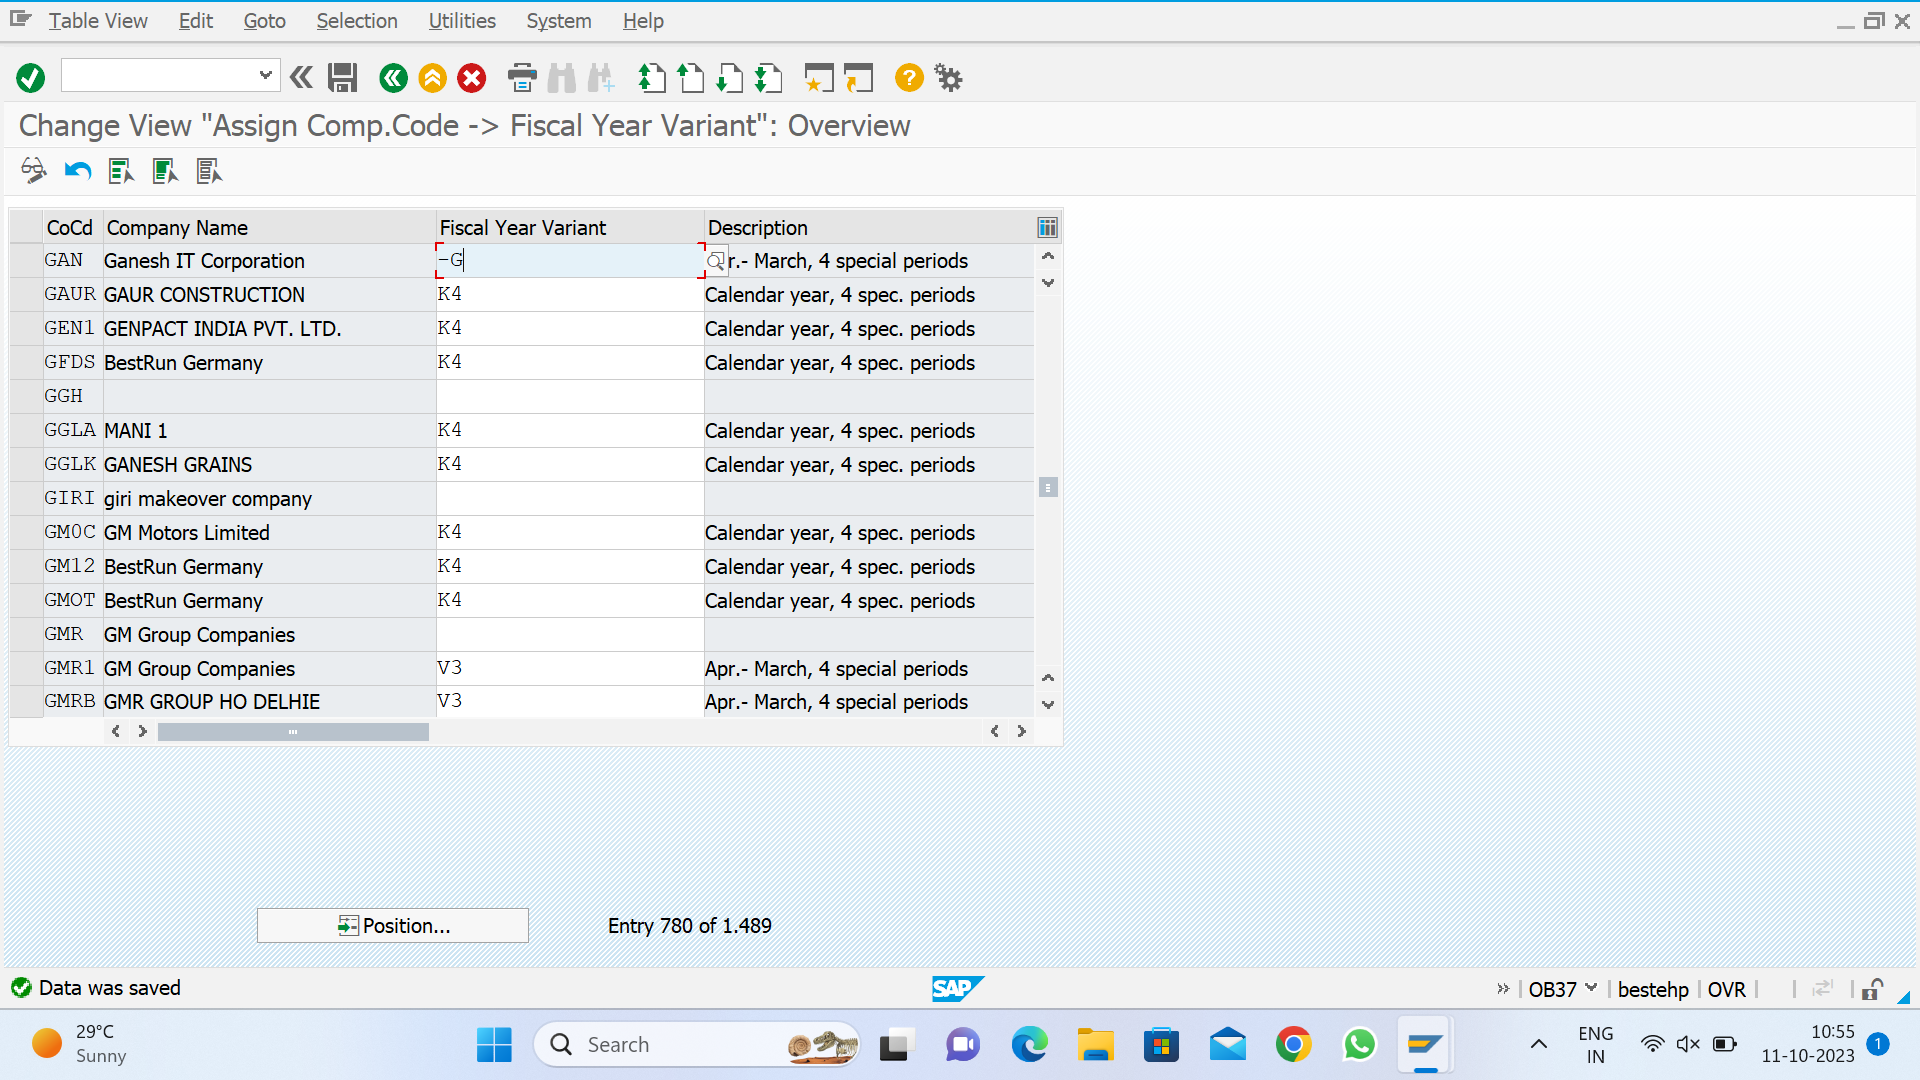 Table View Edit Goto Selection Utilities System Help
Change View "Assign Comp.Code -> Fiscal Year Variant": Overview
CoCd Company Name Fiscal Year Variant Description
GAN Ganesh IT Corporation -G r.- March, 4 special periods
GAUR GAUR CONSTRUCTION K4 Calendar year, 4 spec. periods
GEN1 GENPACT INDIA PVT. LTD. K4 Calendar year, 4 spec. periods
GFDS BestRun Germany K4 Calendar year, 4 spec. periods
GGH
GGLA MANI 1 K4 Calendar year, 4 spec. periods
GGLK GANESH GRAINS K4 Calendar year, 4 spec. periods
GIRI giri makeover company
GM0C GM Motors Limited K4 Calendar year, 4 spec. periods
GM12 BestRun Germany K4 Calendar year, 4 spec. periods
GMOT BestRun Germany K4 Calendar year, 4 spec. periods
GMR GM Group Companies
GMR1 GM Group Companies V3 Apr.- March, 4 special periods
GMRB GMR GROUP HO DELHIE V3 Apr.- March, 4 special periods
Position... Entry 780 of 1.489
Data was saved SAP OB37 bestehp OVR
29°C
Sunny
Search
ENG
IN
10:55
11-10-2023
1